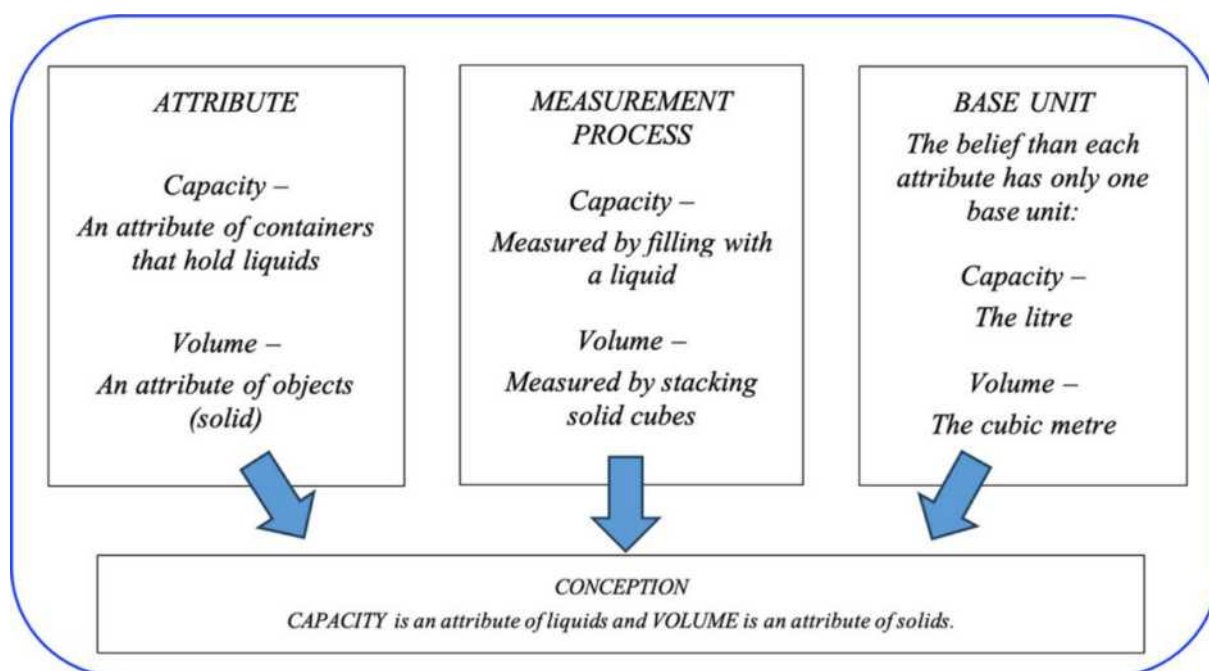 ATTRIBUTE
Capacity –
An attribute of containers
that hold liquids
Volume –
An attribute of objects
(solid)
MEASUREMENT
PROCESS
Capacity –
Measured by filling with
a liquid
Volume –
Measured by stacking
solid cubes
BASE UNIT
The belief than each
attribute has only one
base unit:
Capacity –
The litre
Volume –
The cubic metre
CONCEPTION
CAPACITY is an attribute of liquids and VOLUME is an attribute of solids.